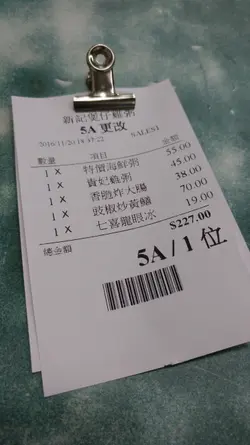 新記煲仔雞粥
5A 更改
SALES1
數量 項目 金額
1 X 特價海鮮粥 55.00
1 X 貴妃雞粥 45.00
1 X 香脆炸大腸 38.00
1 X 豉椒炒黃鱔 70.00
1 X 七喜龍眼冰 19.00
總金額 $227.00
5A / 1 位